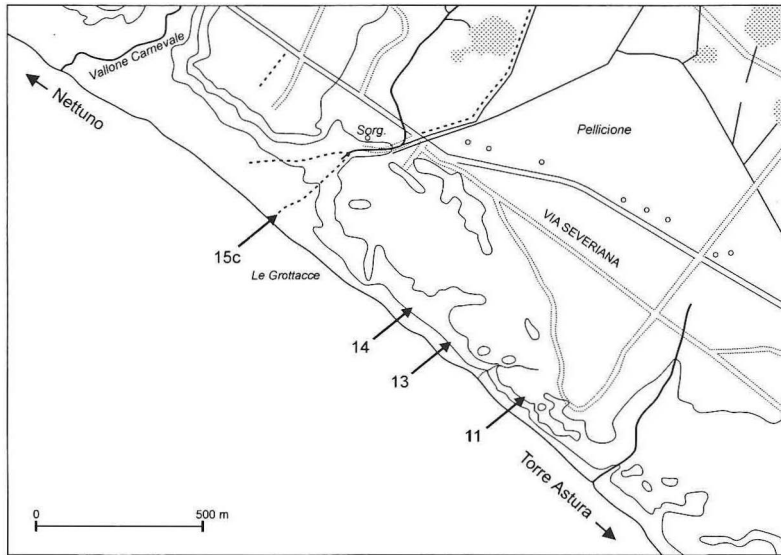 Vallone Carnevale
Nettuno
Sorg.
Pellicione
VIA SEVERIANA
15c
Le Grottacce
14
13
11
Torre Astura
0
500 m